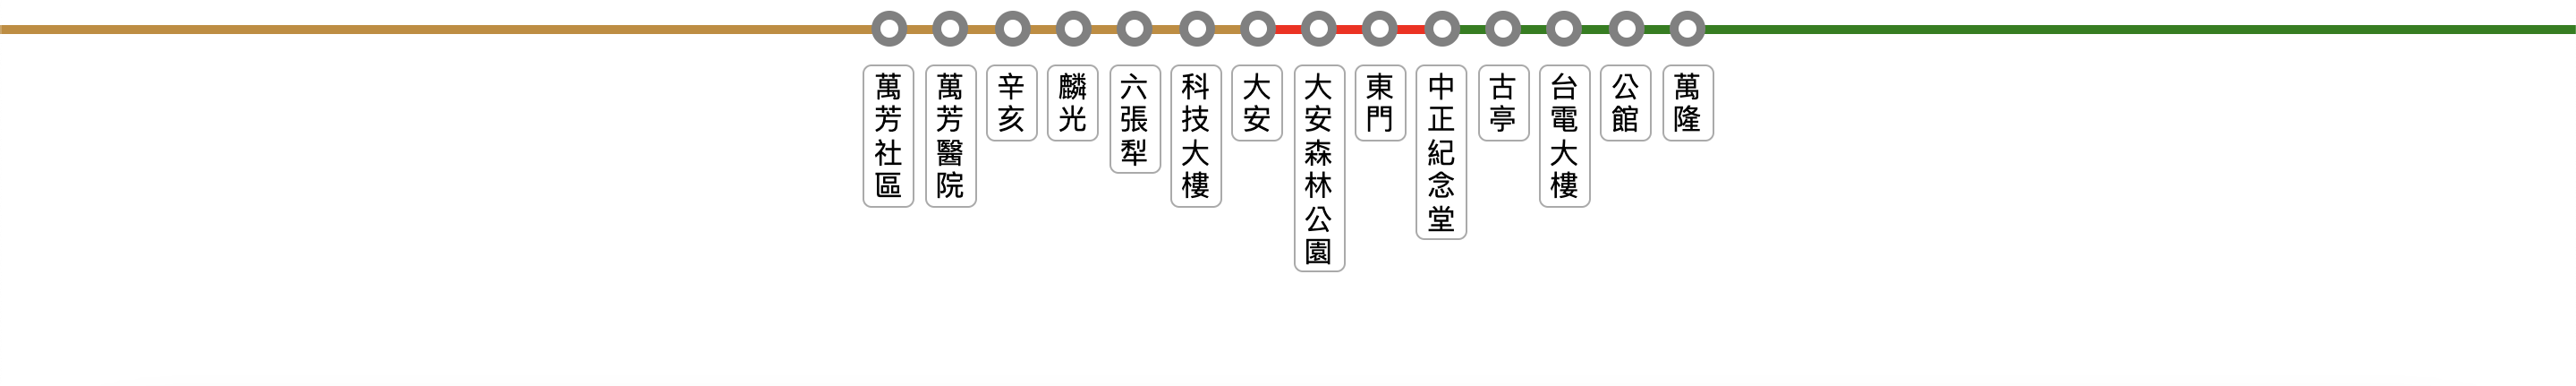 萬芳社區
萬芳醫院
辛亥
麟光
六張犁
科技大樓
大安
大安森林公園
東門
中正紀念堂
古亭
台電大樓
公館
萬隆